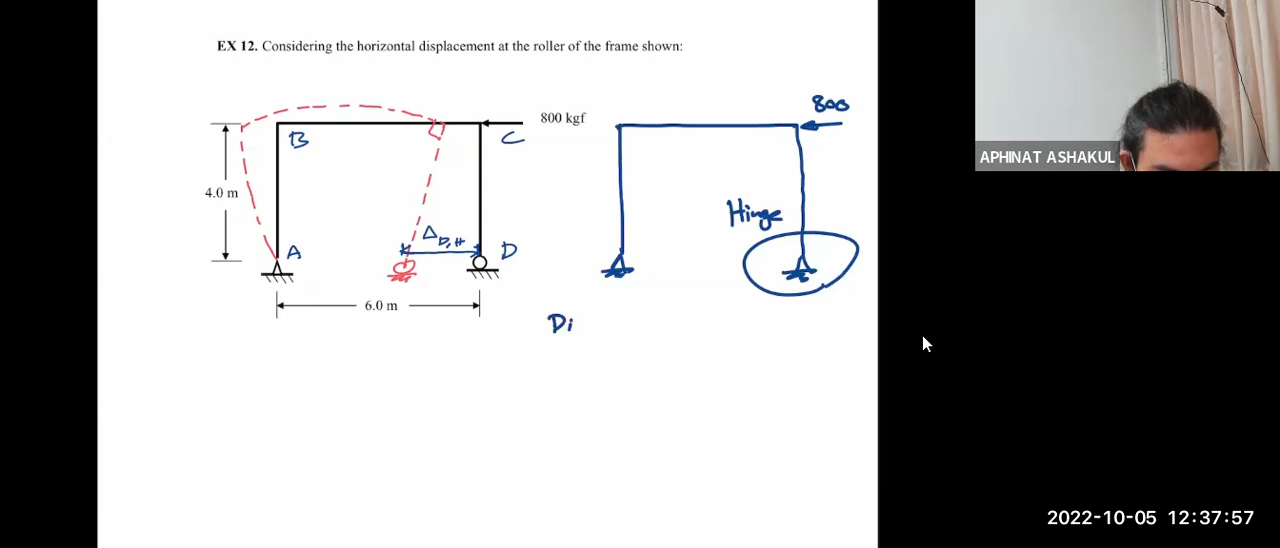 EX 12. Considering the horizontal displacement at the roller of the frame shown:
800 kgf
800
B
C
APHINAT ASHAKUL
4.0 m
Hinge
Δ D,H
A
D
6.0 m
Di
2022-10-05 12:37:57